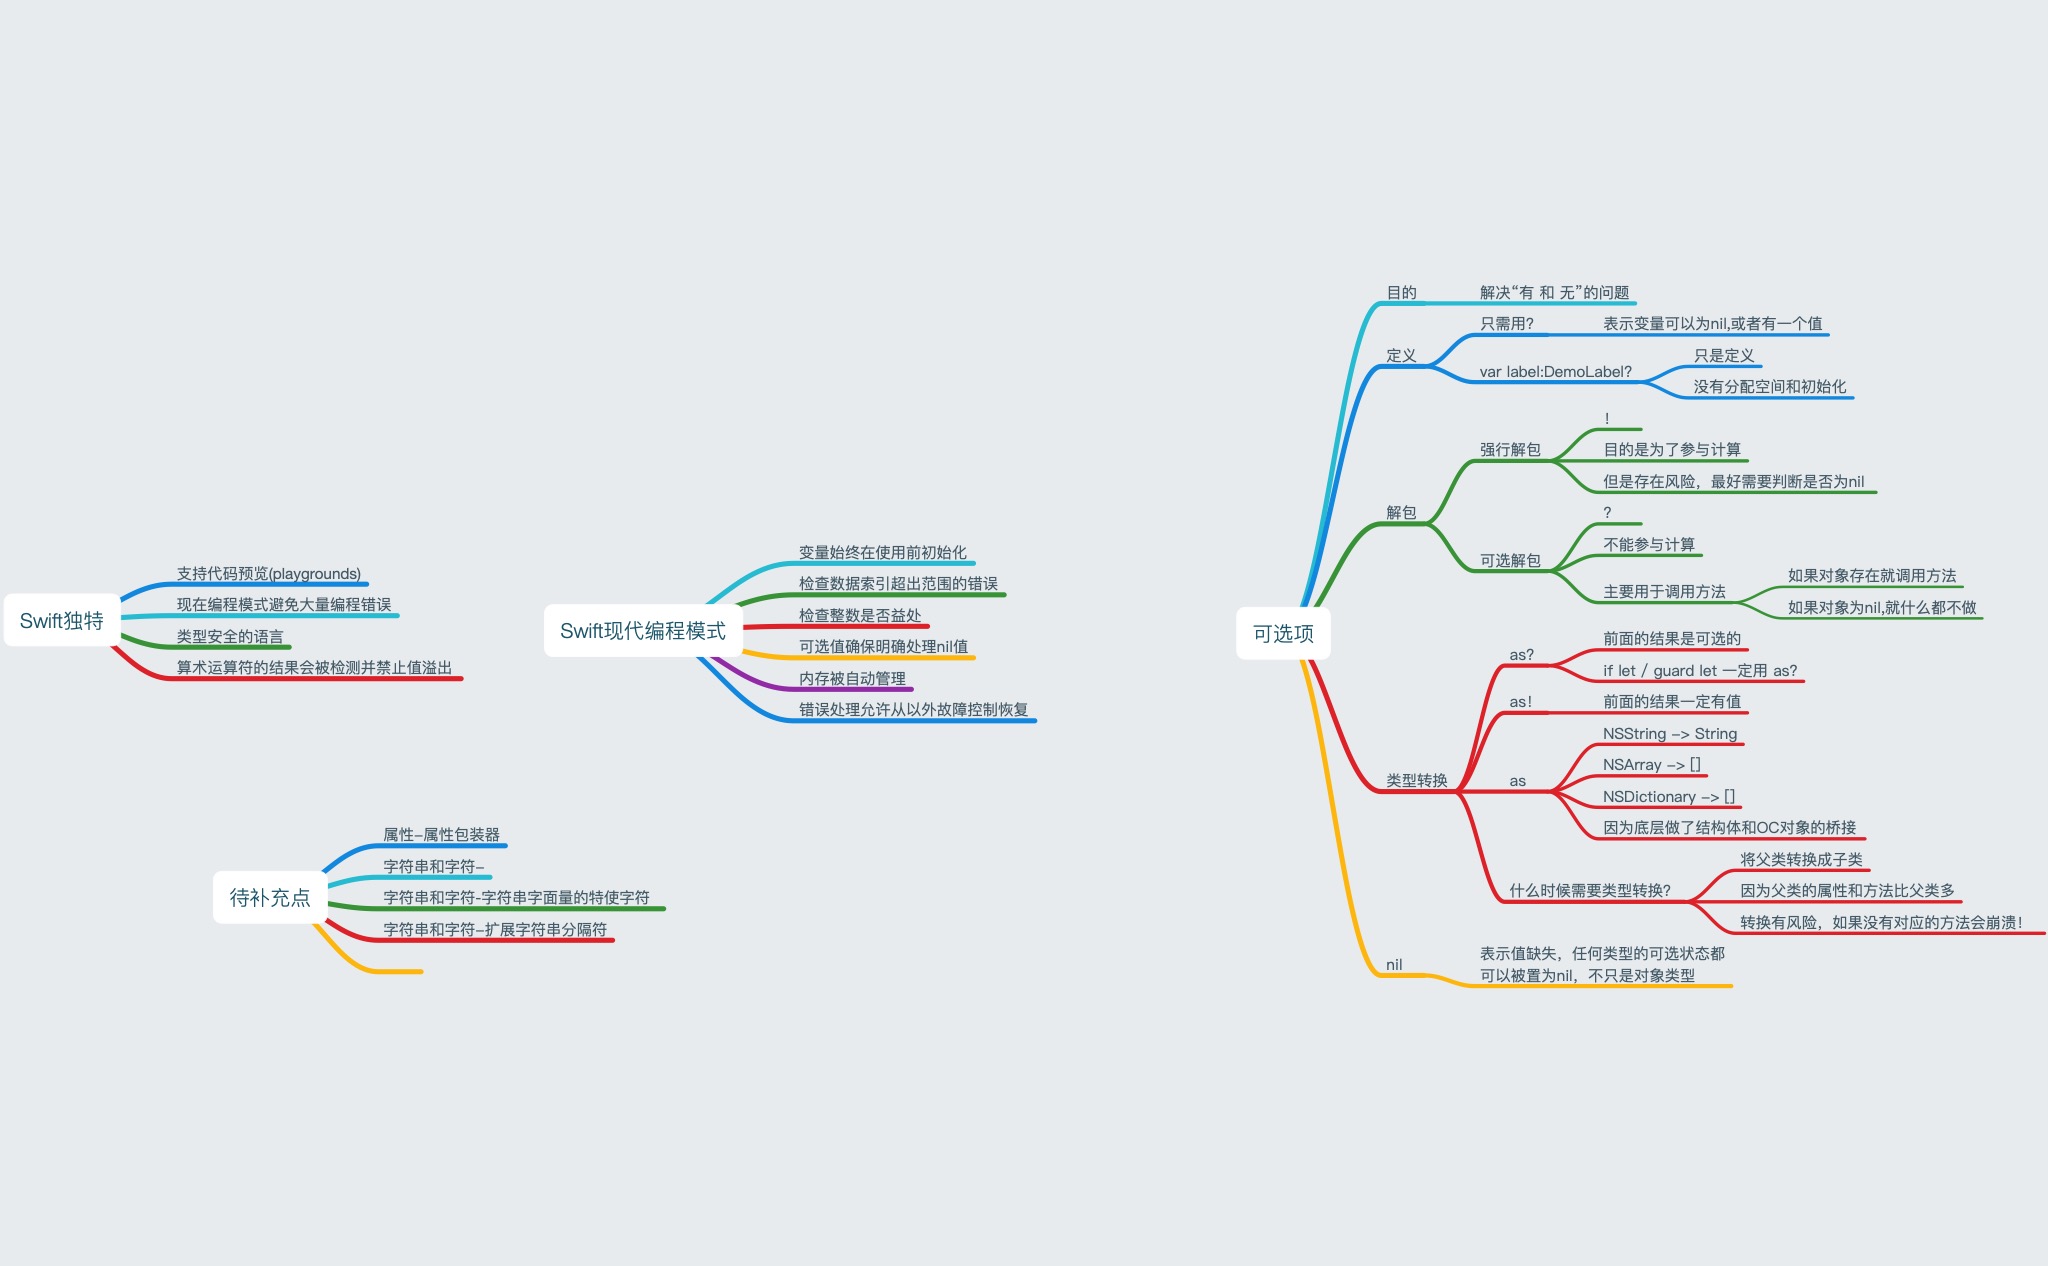 Swift独特
支持代码预览(playgrounds)
现在编程模式避免大量编程错误
类型安全的语言
算术运算符的结果会被检测并禁止值溢出
Swift现代编程模式
变量始终在使用前初始化
检查数据索引超出范围的错误
检查整数是否益处
可选值确保明确处理nil值
内存被自动管理
错误处理允许从以外故障控制恢复
待补充点
属性-属性包装器
字符串和字符-
字符串和字符-字符串字面量的特使字符
字符串和字符-扩展字符串分隔符
可选项
目的
解决“有 和 无”的问题
定义
只需用?
表示变量可以为nil,或者有一个值
var label:DemoLabel?
只是定义
没有分配空间和初始化
解包
强行解包
!
目的是为了参与计算
但是存在风险，最好需要判断是否为nil
可选解包
?
不能参与计算
主要用于调用方法
如果对象存在就调用方法
如果对象为nil,就什么都不做
类型转换
as?
前面的结果是可选的
if let / guard let 一定用 as?
as!
前面的结果一定有值
as
NSString -> String
NSArray -> []
NSDictionary -> []
因为底层做了结构体和OC对象的桥接
什么时候需要类型转换?
将父类转换成子类
因为父类的属性和方法比父类多
转换有风险，如果没有对应的方法会崩溃!
nil
表示值缺失，任何类型的可选状态都
可以被置为nil，不只是对象类型